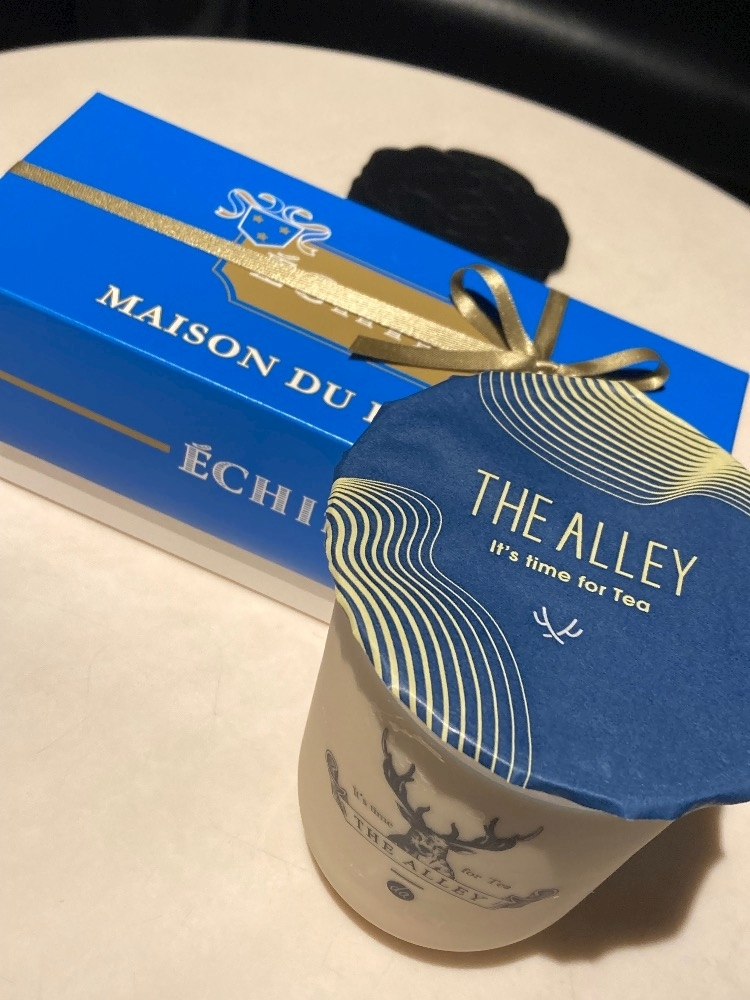 MAISON DU
ÉCHI
THE ALLEY
It's time for Tea
It's time
for Tea
THE ALLEY